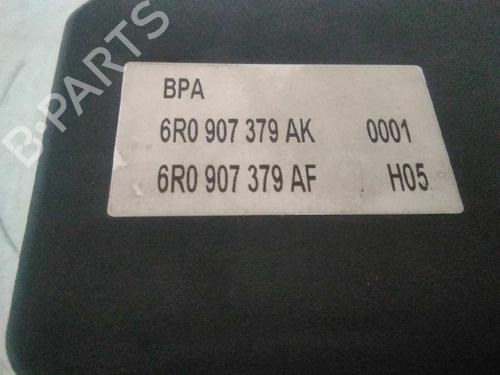 B-PARTS
BPA
6R0 907 379 AK 0001
6R0 907 379 AF H05